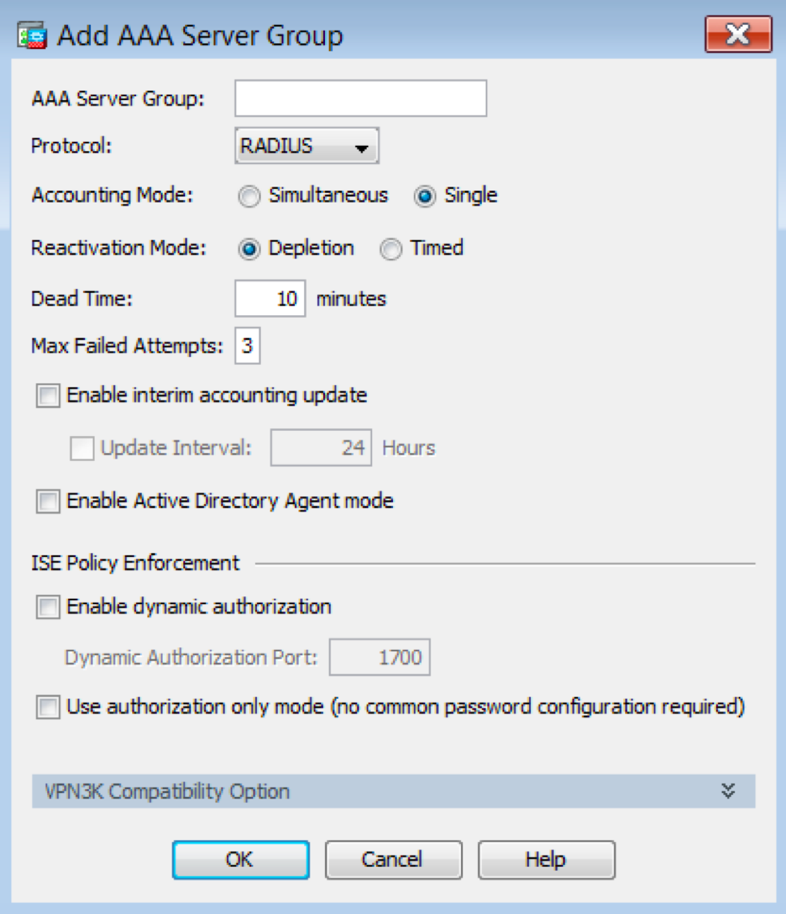 Add AAA Server Group
AAA Server Group:
Protocol: RADIUS
Accounting Mode: Simultaneous Single
Reactivation Mode: Depletion Timed
Dead Time: 10 minutes
Max Failed Attempts: 3
Enable interim accounting update
Update Interval: 24 Hours
Enable Active Directory Agent mode
ISE Policy Enforcement
Enable dynamic authorization
Dynamic Authorization Port: 1700
Use authorization only mode (no common password configuration required)
VPN3K Compatibility Option
OK Cancel Help